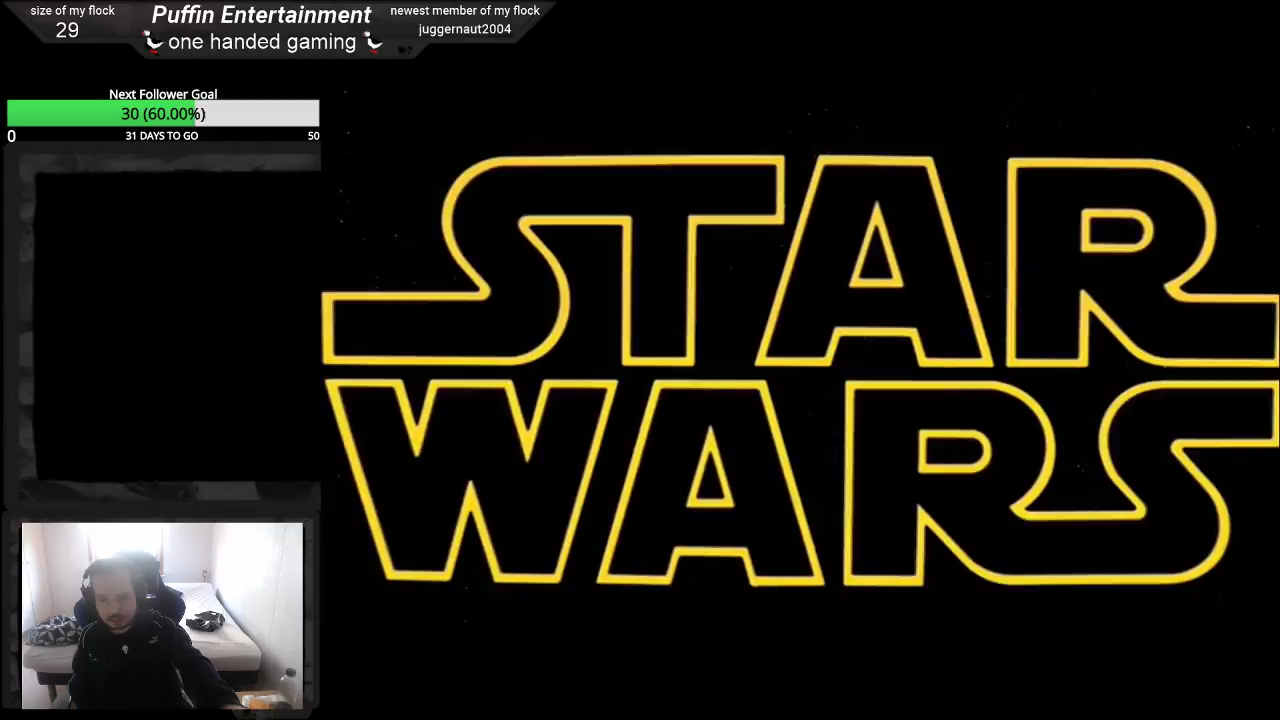 size of my flock
29
Puffin Entertainment
one handed gaming
newest member of my flock
juggernaut2004
Next Follower Goal
30 (60.00%)
0
31 DAYS TO GO
50
STAR
WARS